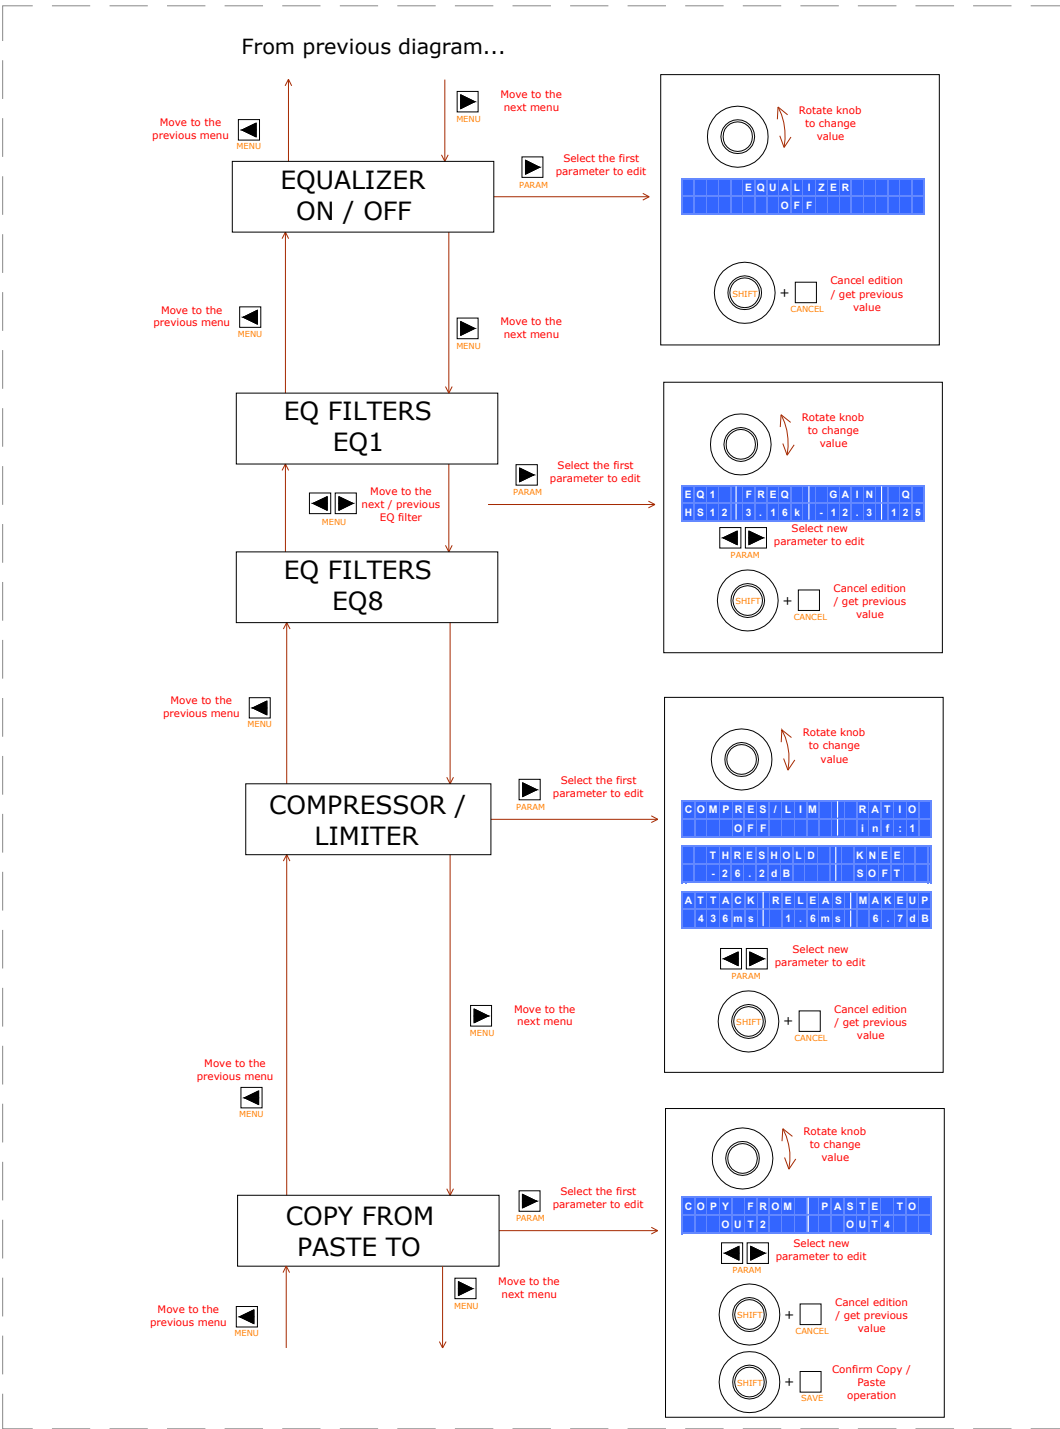 From previous diagram...
Move to the
previous menu
MENU
MENU
Move to the
next menu
EQUALIZER
ON / OFF
PARAM
Select the first
parameter to edit
Rotate knob
to change
value
EQUALIZER
OFF
SHIFT
+
CANCEL
Cancel edition
/ get previous
value
Move to the
previous menu
MENU
MENU
Move to the
next menu
EQ FILTERS
EQ1
PARAM
Select the first
parameter to edit
MENU
Move to the
next / previous
EQ filter
EQ FILTERS
EQ8
Rotate knob
to change
value
EQ1 FREQ GAIN Q
HS12 3.16k -12.3 125
PARAM
Select new
parameter to edit
SHIFT
+
CANCEL
Cancel edition
/ get previous
value
Move to the
previous menu
MENU
COMPRESSOR /
LIMITER
PARAM
Select the first
parameter to edit
Rotate knob
to change
value
COMPRES/LIM RATIO
OFF inf:1
THRESHOLD KNEE
-26.2dB SOFT
ATTACK RELEAS MAKEUP
436ms 1.6ms 6.7dB
PARAM
Select new
parameter to edit
SHIFT
+
CANCEL
Cancel edition
/ get previous
value
MENU
Move to the
next menu
Move to the
previous menu
MENU
COPY FROM
PASTE TO
PARAM
Select the first
parameter to edit
Rotate knob
to change
value
COPY FROM PASTE TO
OUT2 OUT4
PARAM
Select new
parameter to edit
SHIFT
+
CANCEL
Cancel edition
/ get previous
value
SHIFT
+
SAVE
Confirm Copy /
Paste
operation
Move to the
previous menu
MENU
MENU
Move to the
next menu